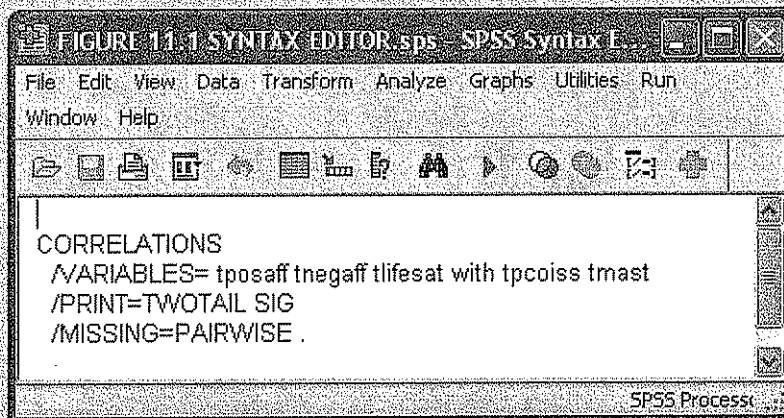 FIGURE 11.1 SYNTAX EDITOR.sps - SPSS Syntax E...
File Edit View Data Transform Analyze Graphs Utilities Run
Window Help
CORRELATIONS
/VARIABLES= tposaff tnegaff tlifesat with tpcoiss tmast
/PRINT=TWOTAIL SIG
/MISSING=PAIRWISE .
.
SPSS Processo